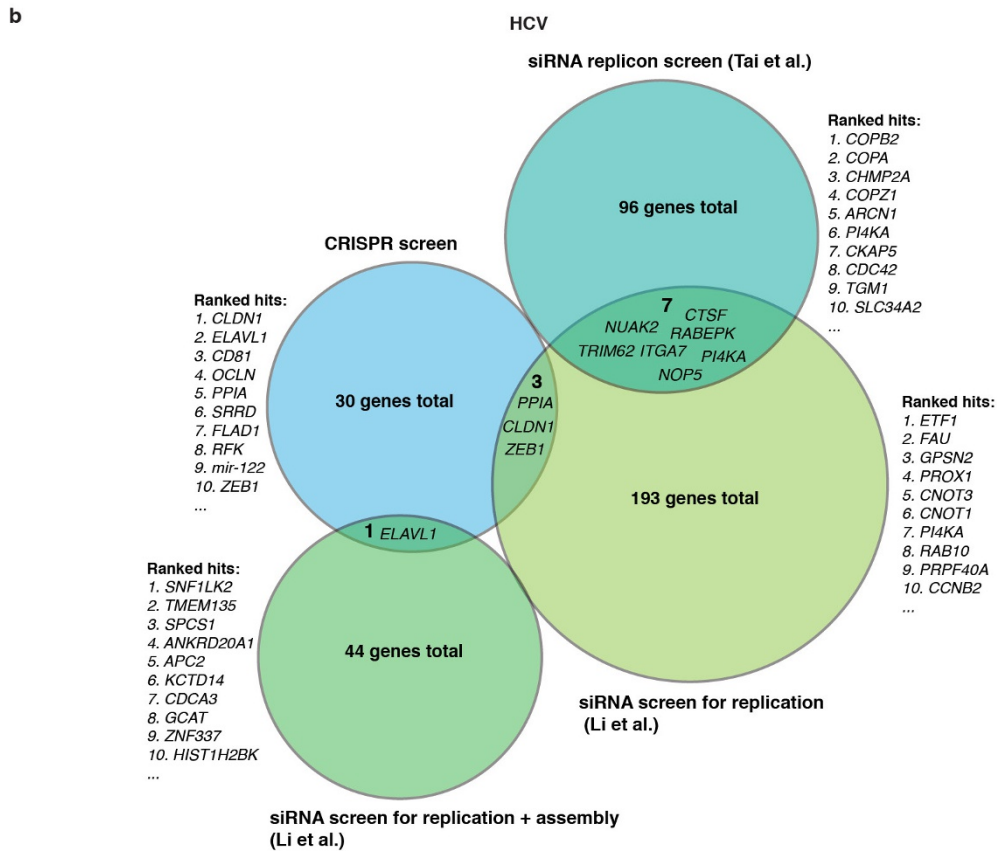 b
HCV
siRNA replicon screen (Tai et al.)
Ranked hits:
1. COPB2
2. COPA
3. CHMP2A
4. COPZ1
5. ARCN1
6. PI4KA
7. CKAP5
8. CDC42
9. TGM1
10. SLC34A2
...
96 genes total
CRISPR screen
Ranked hits:
1. CLDN1
2. ELAVL1
3. CD81
4. OCLN
5. PPIA
6. SRRD
7. FLAD1
8. RFK
9. mir-122
10. ZEB1
...
30 genes total
7
CTSF
NUAK2
RABEPK
TRIM62 ITGA7 PI4KA
NOP5
3
PPIA
CLDN1
ZEB1
Ranked hits:
1. ETF1
2. FAU
3. GPSN2
4. PROX1
5. CNOT3
6. CNOT1
7. PI4KA
8. RAB10
9. PRPF40A
10. CCNB2
...
193 genes total
1 ELAVL1
Ranked hits:
1. SNF1LK2
2. TMEM135
3. SPCS1
4. ANKRD20A1
5. APC2
6. KCTD14
7. CDCA3
8. GCAT
9. ZNF337
10. HIST1H2BK
...
44 genes total
siRNA screen for replication
(Li et al.)
siRNA screen for replication + assembly
(Li et al.)